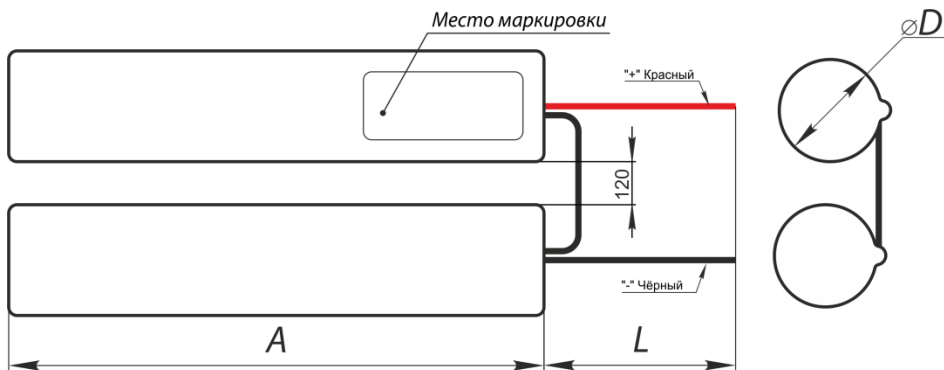 Место маркировки
⌀D
"+" Красный
120
"-" Чёрный
A
L